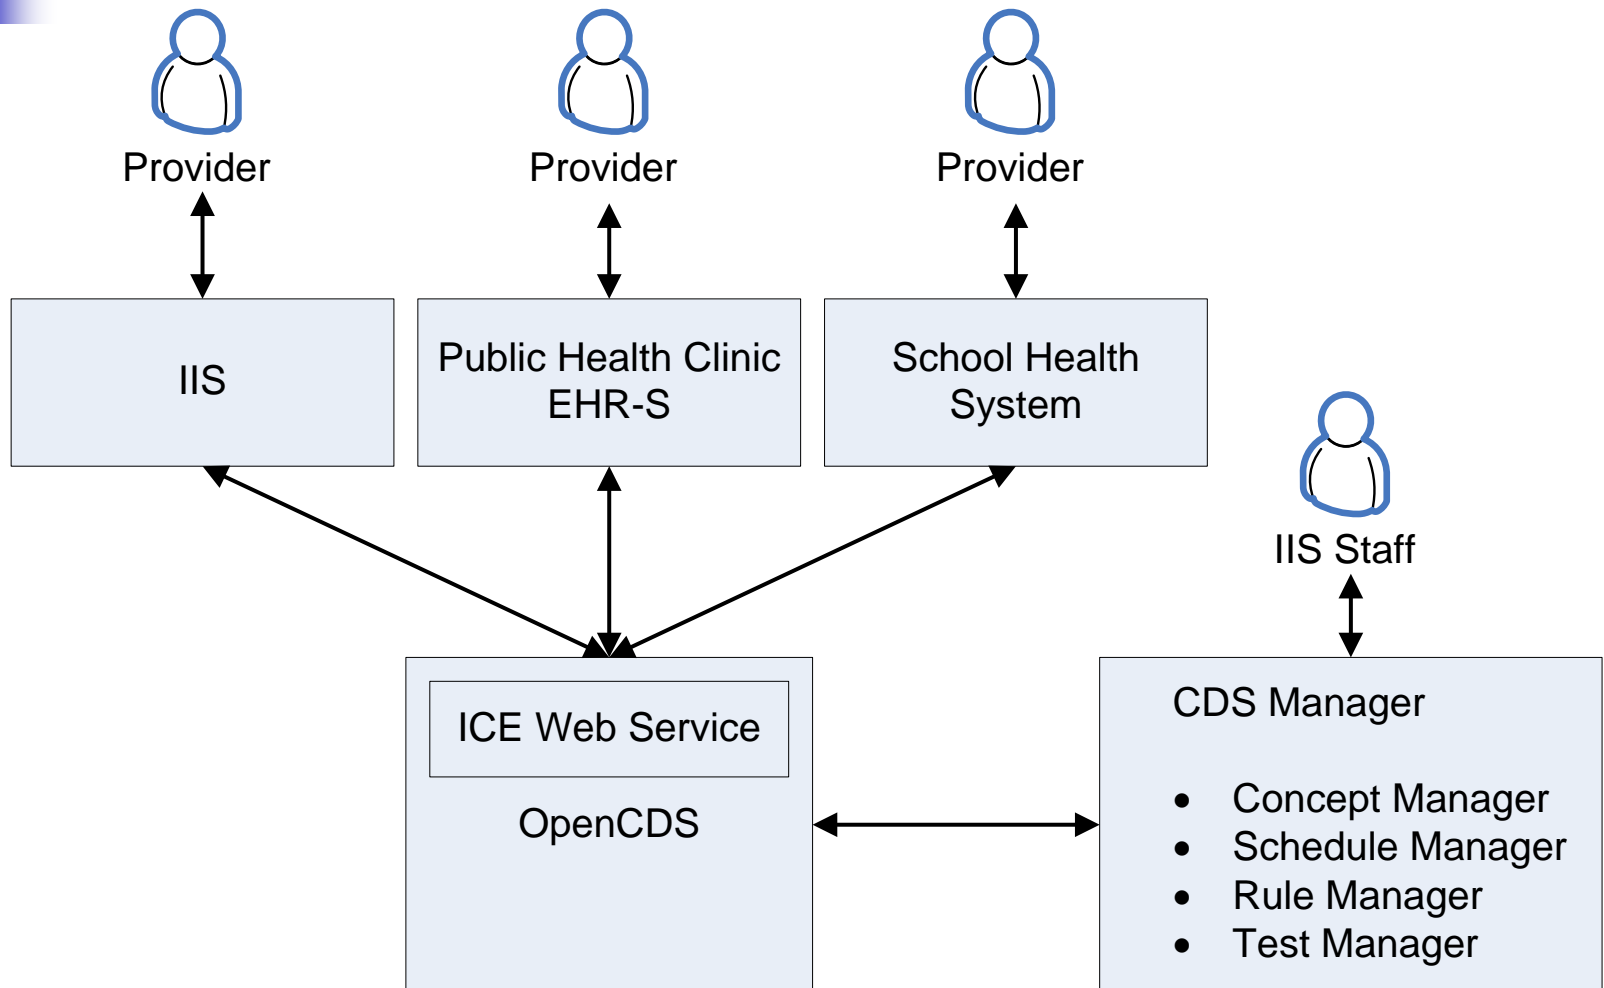 Provider
Provider
Provider
IIS
Public Health Clinic
EHR-S
School Health
System
IIS Staff
ICE Web Service
OpenCDS
CDS Manager
• Concept Manager
• Schedule Manager
• Rule Manager
• Test Manager